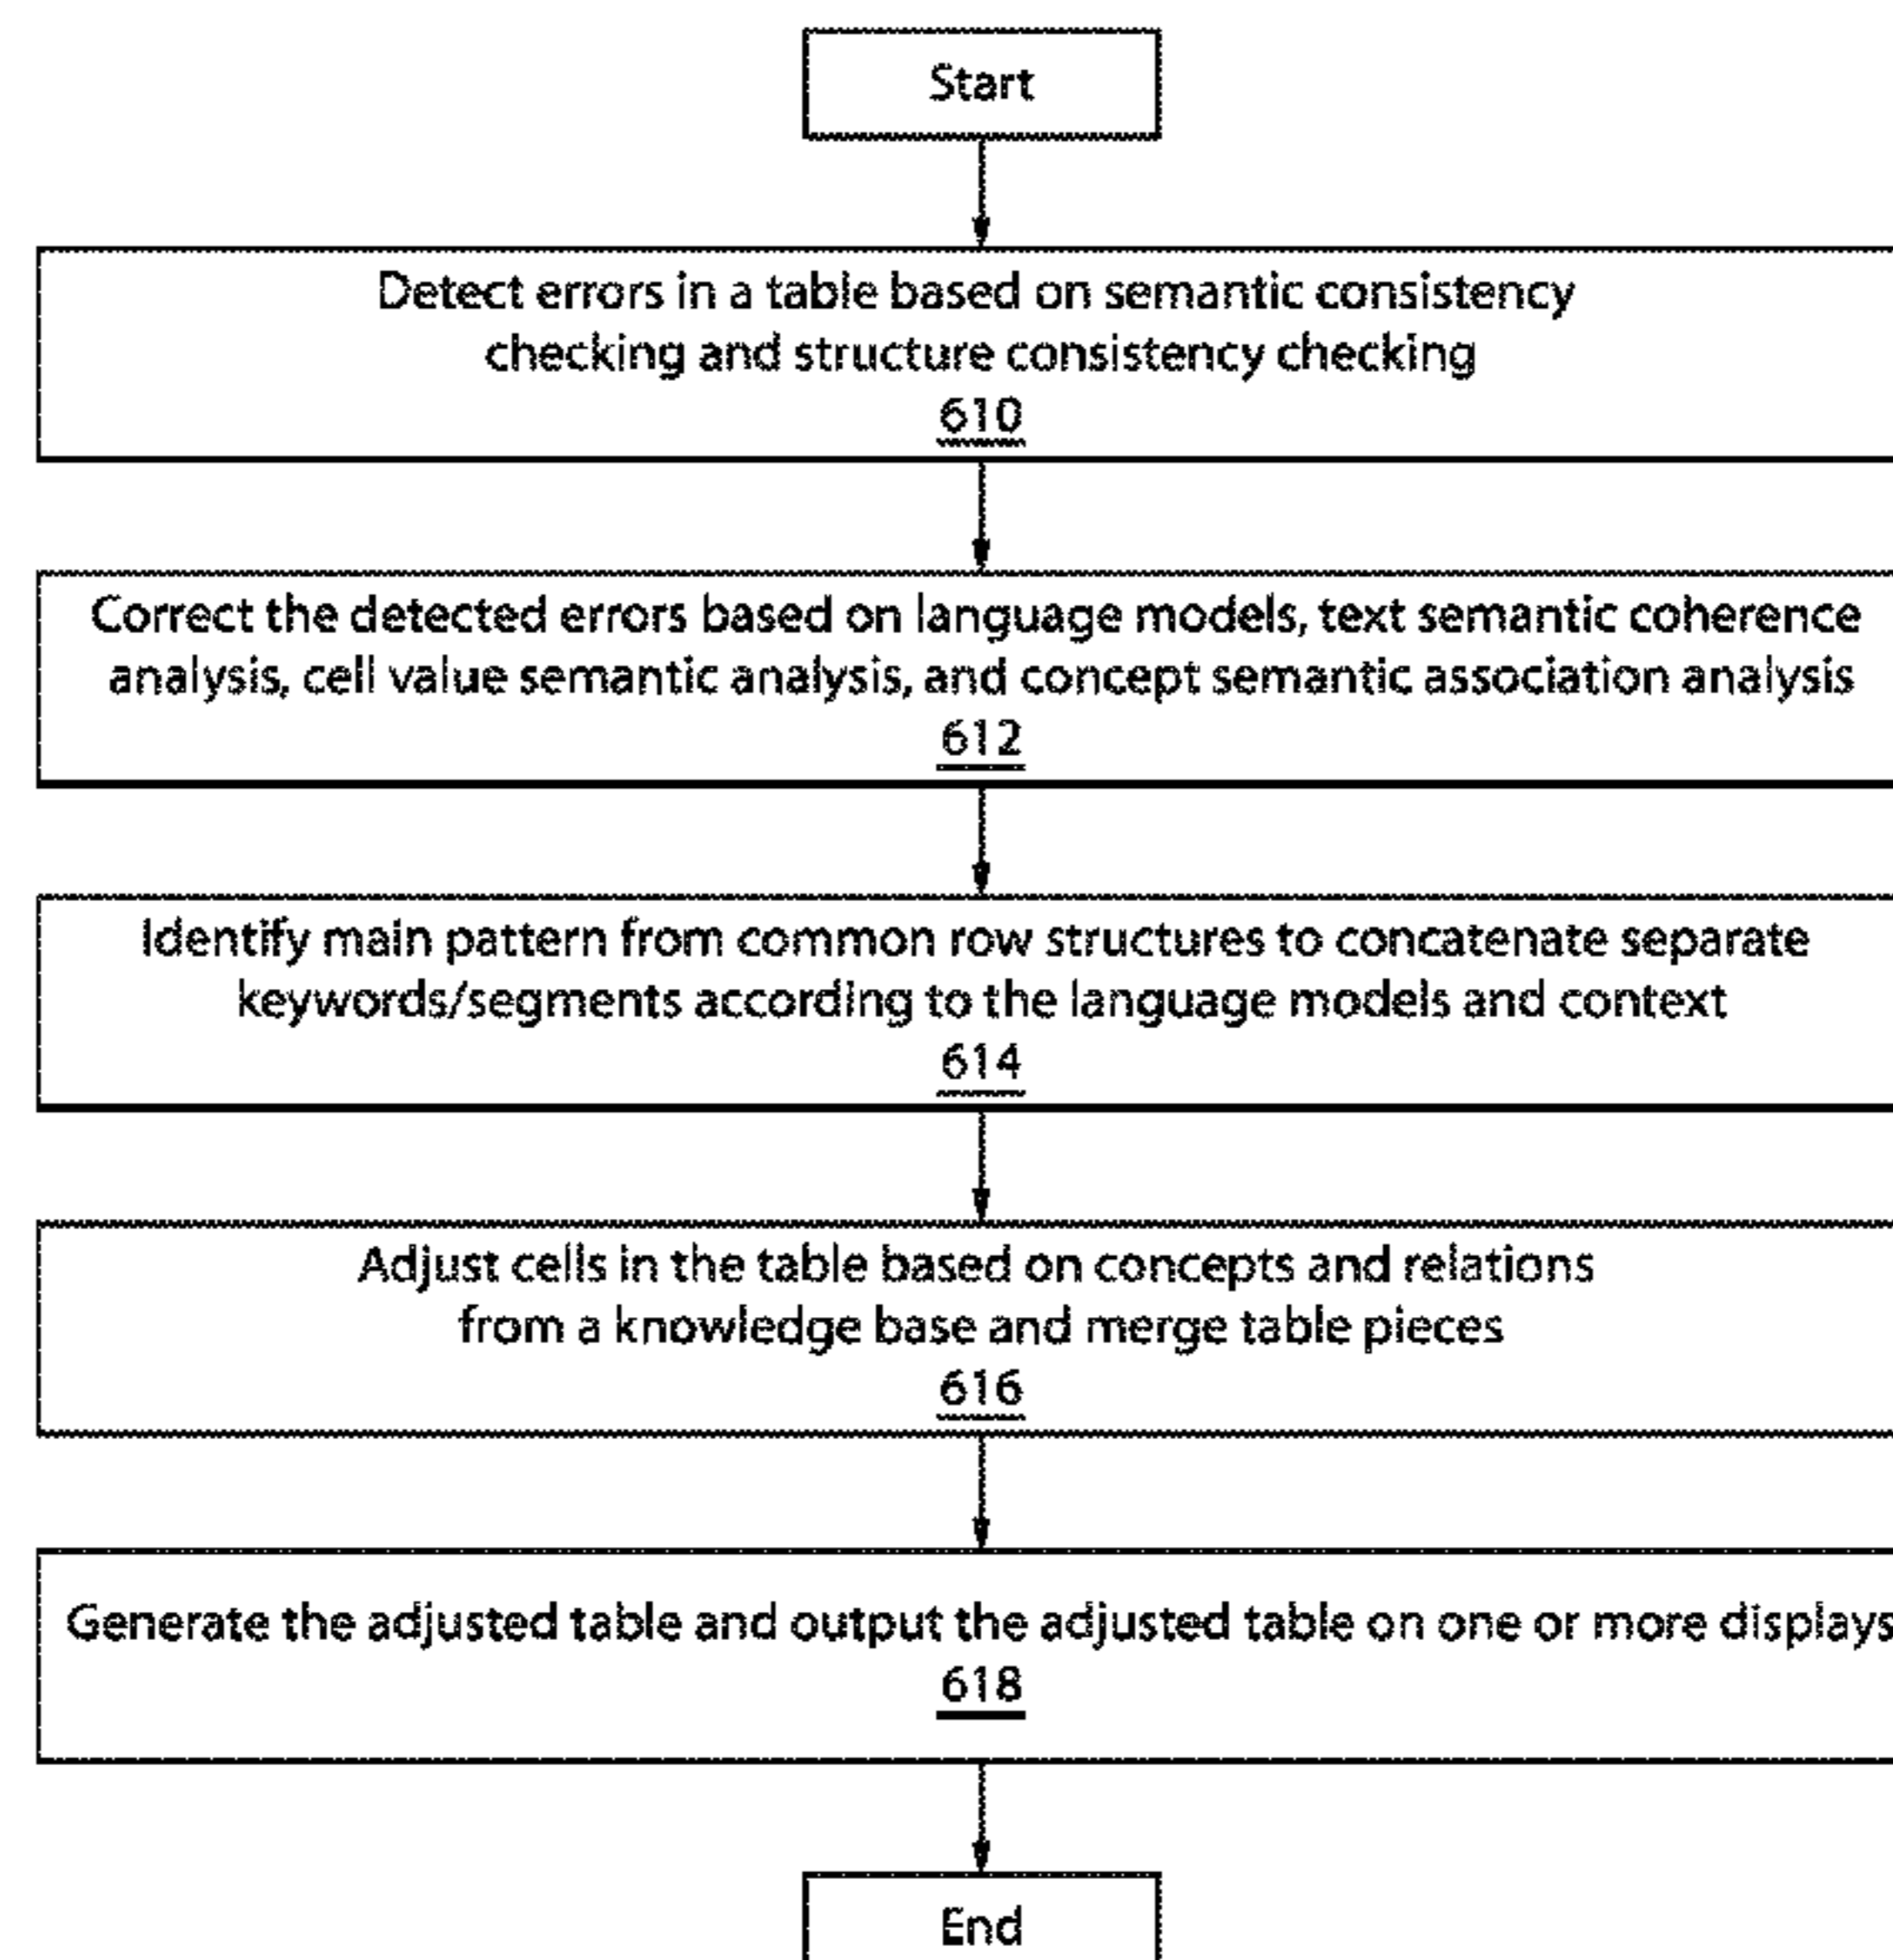 Start
Detect errors in a table based on semantic consistency
checking and structure consistency checking
610
Correct the detected errors based on language models, text semantic coherence
analysis, cell value semantic analysis, and concept semantic association analysis
612
Identify main pattern from common row structures to concatenate separate
keywords/segments according to the language models and context
614
Adjust cells in the table based on concepts and relations
from a knowledge base and merge table pieces
616
Generate the adjusted table and output the adjusted table on one or more displays
618
End